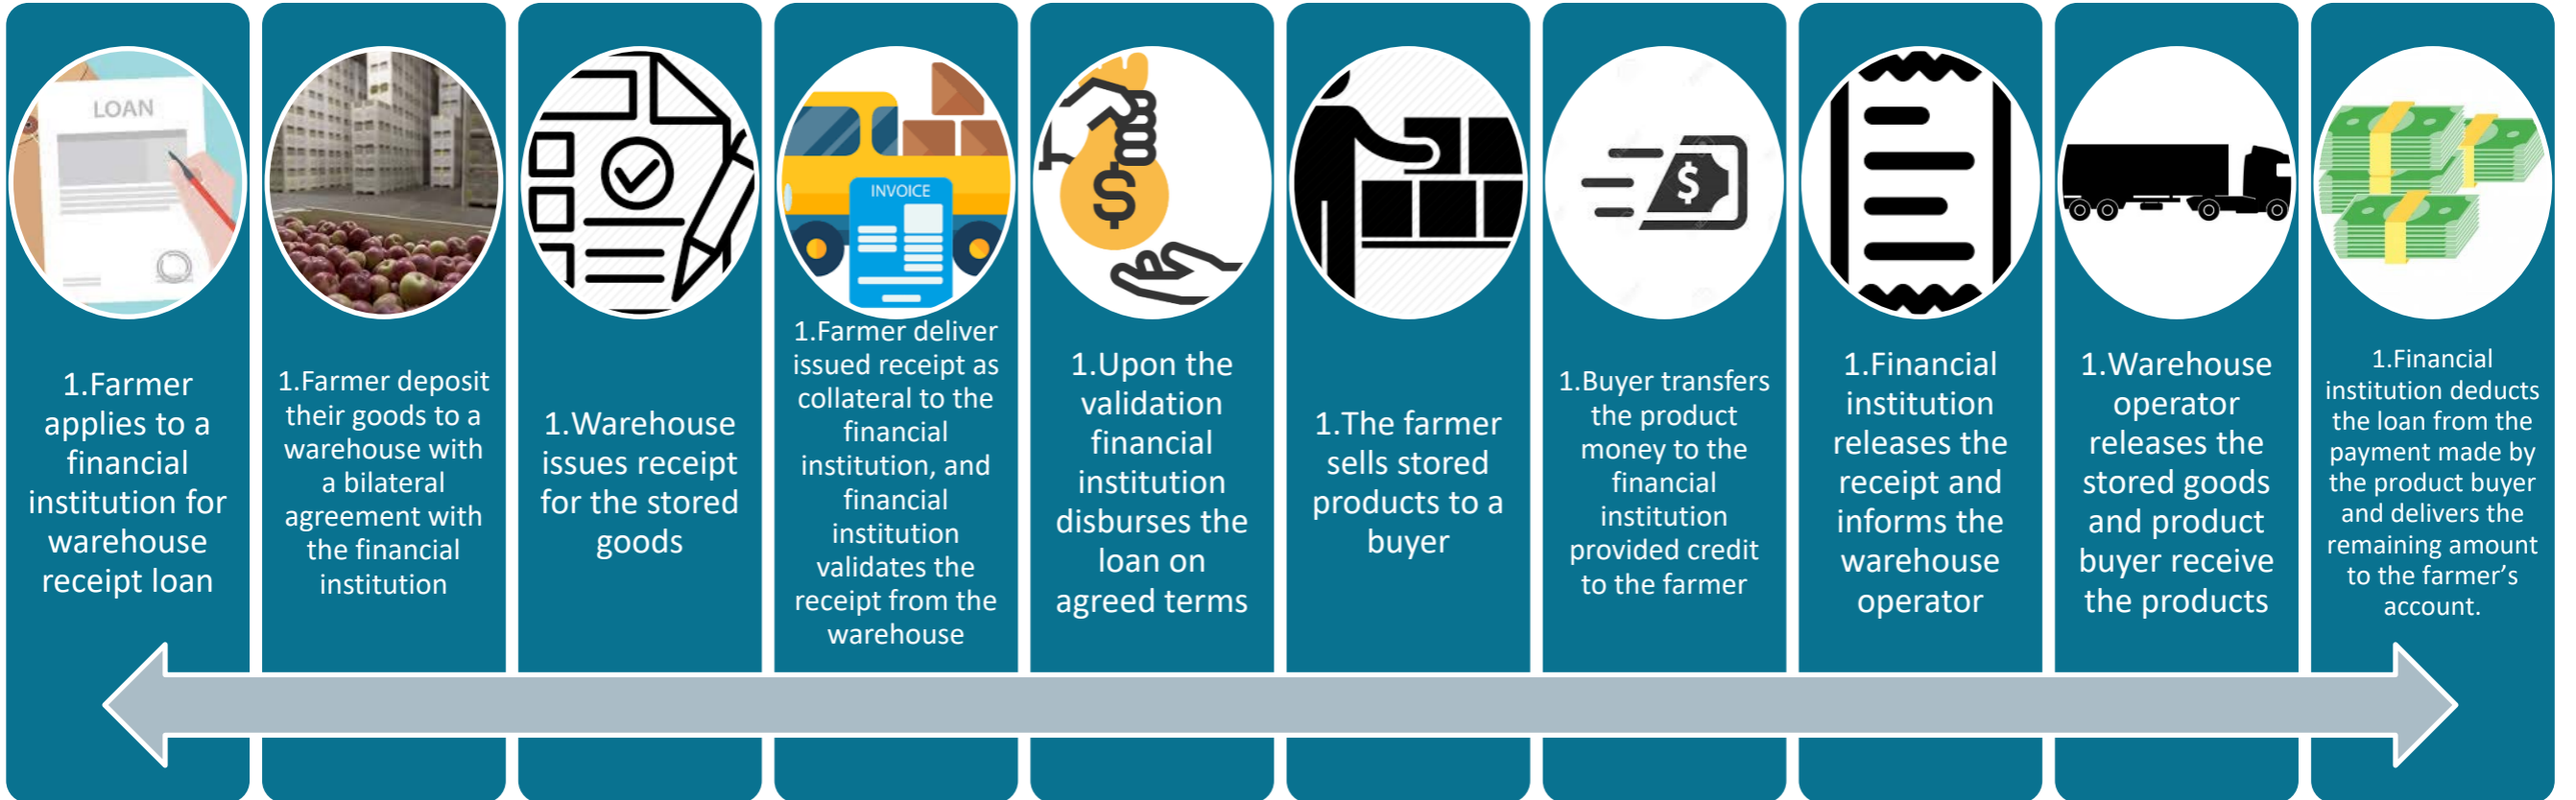 LOAN
1.Farmer
applies to a
financial
institution for
warehouse
receipt loan
1.Farmer deposit
their goods to a
warehouse with
a bilateral
agreement with
the financial
institution
1.Warehouse
issues receipt
for the stored
goods
INVOICE
1.Farmer deliver
issued receipt as
collateral to the
financial
institution, and
financial
institution
validates the
receipt from the
warehouse
$
1.Upon the
validation
financial
institution
disburses the
loan on
agreed terms
1.The farmer
sells stored
products to a
buyer
$
1.Buyer transfers
the product
money to the
financial
institution
provided credit
to the farmer
1.Financial
institution
releases the
receipt and
informs the
warehouse
operator
1.Warehouse
operator
releases the
stored goods
and product
buyer receive
the products
1.Financial
institution deducts
the loan from the
payment made by
the product buyer
and delivers the
remaining amount
to the farmer’s
account.